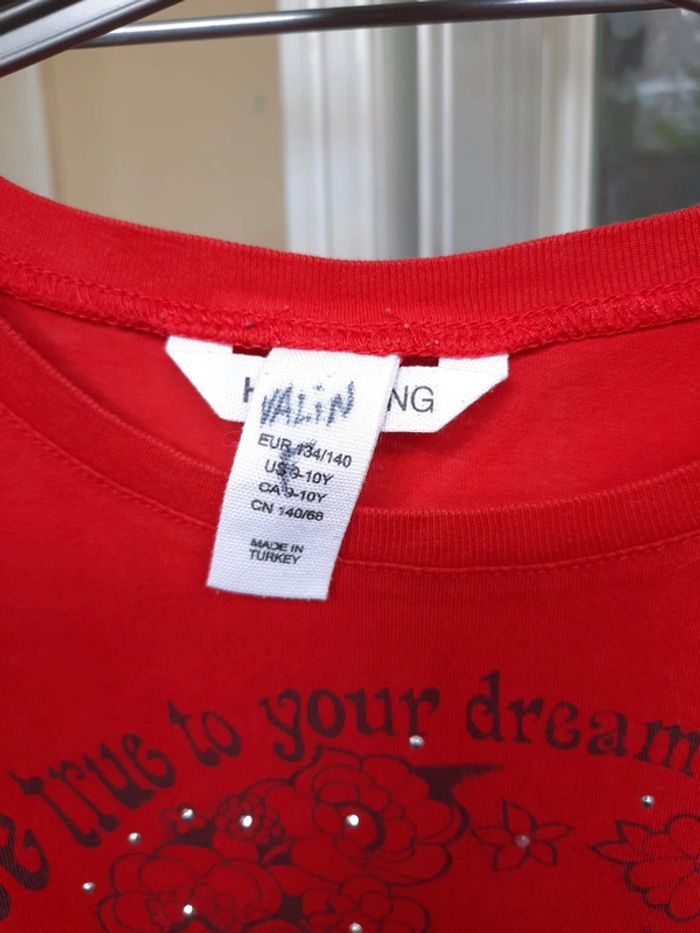 H NG
VALiN
EUR 134/140
US 9-10Y
CA 9-10Y
CN 140/68
MADE IN
TURKEY
true to your dream